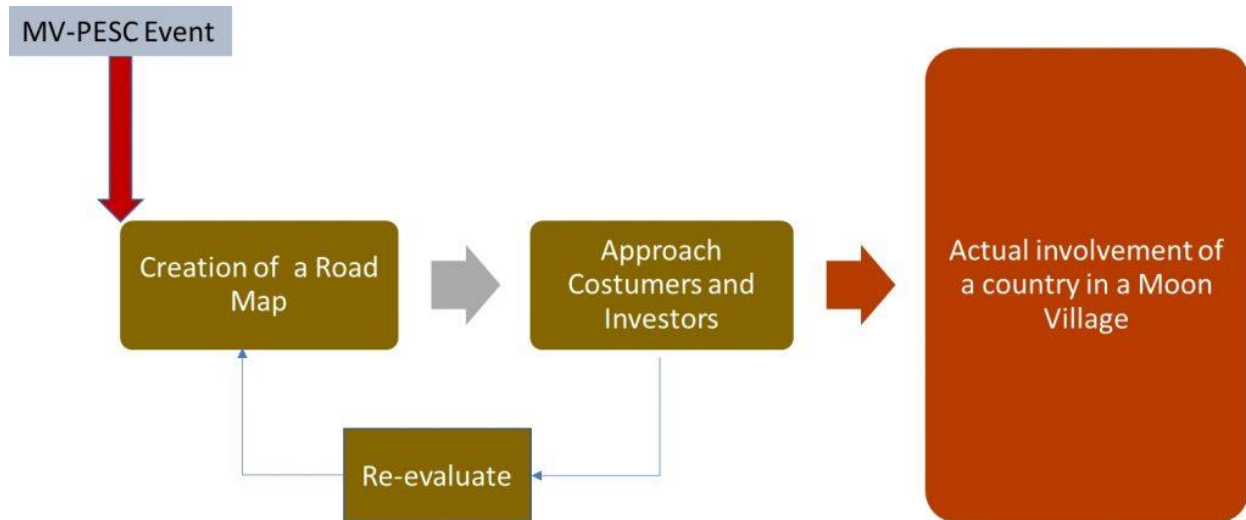 MV-PESC Event
Creation of a Road
Map
Approach
Costumers and
Investors
Actual involvement of
a country in a Moon
Village
Re-evaluate